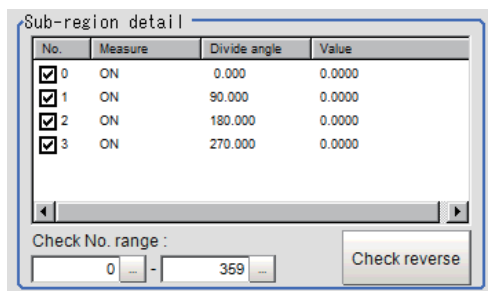 Sub-region detail
No. Measure Divide angle Value
0 ON 0.000 0.0000
1 ON 90.000 0.0000
2 ON 180.000 0.0000
3 ON 270.000 0.0000
Check No. range :
0 ... - 359 ...
Check reverse